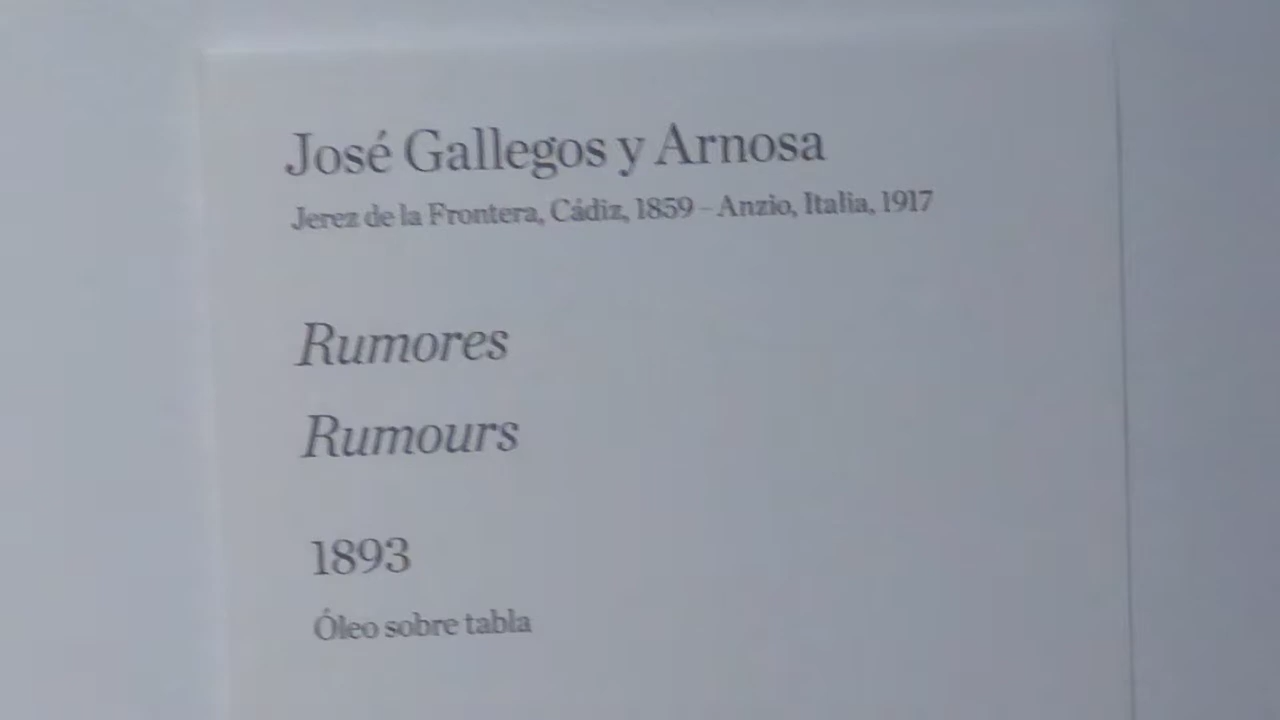 José Gallegos y Arnosa
Jerez de la Frontera, Cádiz, 1859 – Anzio, Italia, 1917
Rumores
Rumours
1893
Óleo sobre tabla